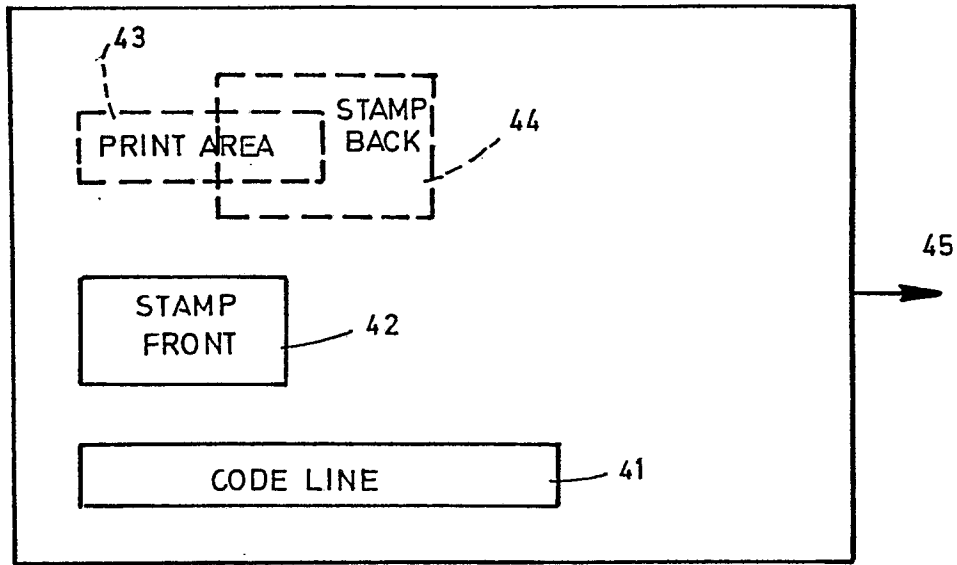 43
STAMP
BACK
44
PRINT AREA
45
STAMP
FRONT
42
CODE LINE
41